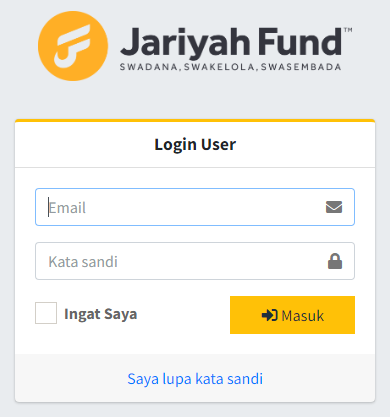 Jariyah Fund™
SWADANA, SWAKELOLA, SWASEMBADA
Login User
Email
Kata sandi
Ingat Saya
Masuk
Saya lupa kata sandi